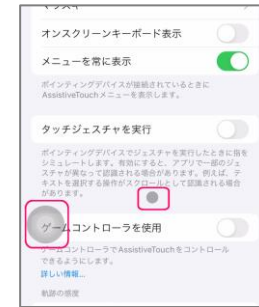 オンスクリーンキーボード表示
メニューを常に表示
ポインティングデバイスが接続されているときに
AssistiveTouchメニューを表示します。
タッチジェスチャを実行
ポインティングデバイスでジェスチャを実行したときに指を
シミュレートします。有効にすると、アプリで一部のジェ
スチャが異なって認識される場合があります。例えば、テ
キストを選択する操作がスクロールとして認識される場合
があります。
ゲームコントローラを使用
ゲームコントローラでAssistiveTouchをコントロール
できるようにします。
詳しい情報...
軌跡の感度